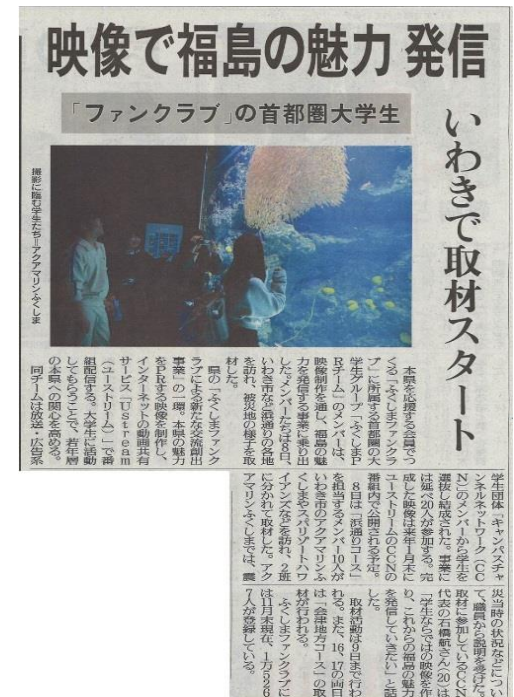 映像で福島の魅力 発信
「ファンクラブ」の首都圏大学生
いわきで取材スタート
撮影に臨む学生たち＝アクアマリンふくしま
本県を応援する会員でつ
くる「ふくしまファンクラ
ブ」に所属する首都圏の大
学生グループ「ふくしまP
Rチーム」のメンバーは、
映像制作を通し、福島の魅
力を発信する事業に乗り出
した。メンバーたちは8日、
いわき市など浜通りの各地
を訪れ、被災地の様子を取
材した。
県の「ふくしまファンク
ラブによる新たな交流創出
事業」の一環。本県の魅力
をPRする映像を制作し、
インターネットの動画共有
サービス「Ustream
（ユーストリーム）」で番
組配信する。大学生に活動
してもらうことで、若年層
の本県への関心を高める。
同チームは放送・広告系
学生団体「キャンパスチャ
ンネルネットワーク（CC
N）」のメンバーから学生を
選抜し結成された。事業に
は延べ20人が参加する。完
成した映像は来年1月末に
ユーストリームのCCNの
番組内で公開される予定。
8日は「浜通りコース」
を担当するメンバー10人が
いわき市のアクアマリンふ
くしまやスパリゾートハワ
イアンズなどを訪れ、2班
に分かれて取材した。アク
アマリンふくしまでは、震
災当時の状況などについ
て、職員から説明を受けた。
取材に参加しているCCN
代表の石橋航さん（20）は
「学生ならではの映像を撮
り、これからの福島の魅力
を発信していきたい」と話
した。
取材活動は9日まで行わ
れる。また、16、17の両日
は「会津地方コース」の取
材が行われる。
ふくしまファンクラブに
は11月末現在、1万526
7人が登録している。